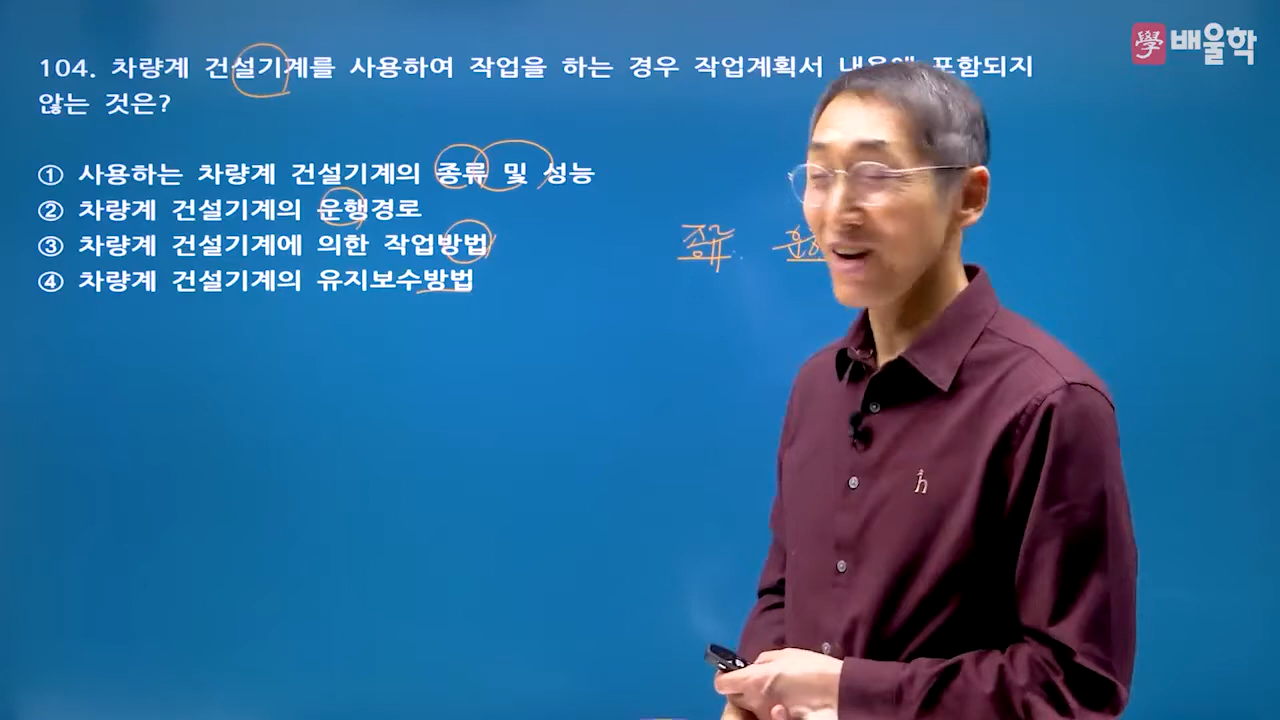 學 배울학
104. 차량계 건설기계를 사용하여 작업을 하는 경우 작업계획서 내용에 포함되지
않는 것은?
① 사용하는 차량계 건설기계의 종류 및 성능
② 차량계 건설기계의 운행경로
③ 차량계 건설기계에 의한 작업방법
④ 차량계 건설기계의 유지보수방법
종류. 운행
ĥ